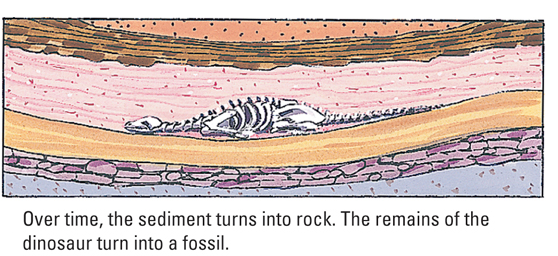 Over time, the sediment turns into rock. The remains of the
dinosaur turn into a fossil.